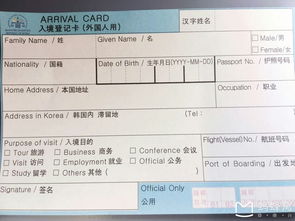 ARRIVAL CARD
入境登记卡 (外国人用)
汉字姓名
Family Name / 姓
Given Name / 名
Male/男
Female/女
Nationality / 国籍
Date of Birth / 生年月日(YYYY-MM-DD)
Passport No. / 护照号码
Home Address / 本国地址
Occupation / 职业
Address in Korea / 韩国内 滞留地
(Tel :
Purpose of visit / 入境目的
Tour 旅游
Business 商务
Conference 会议
Visit 访问
Employment 就业
Official 公务
Study 留学
Others 其他 (
)
Flight(Vessel) No./ 航班号码
Port of Boarding / 出发地
Signature / 签名
Official Only
公用